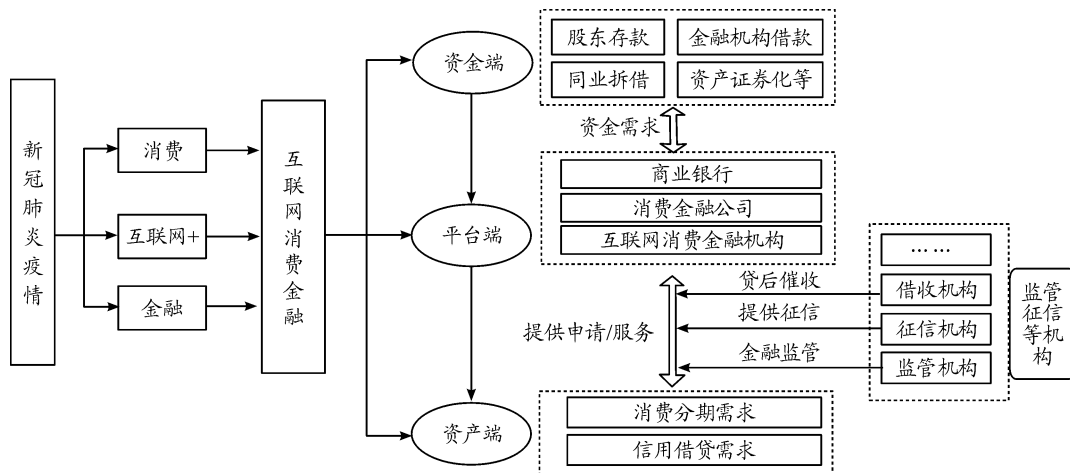 新冠肺炎疫情
消费
互联网+
金融
互联网消费金融
资金端
平台端
资产端
股东存款
金融机构借款
同业拆借
资产证券化等
资金需求
商业银行
消费金融公司
互联网消费金融机构
提供申请/服务
贷后催收
提供征信
金融监管
……
借收机构
征信机构
监管机构
监管
征信
等机
构
消费分期需求
信用借贷需求